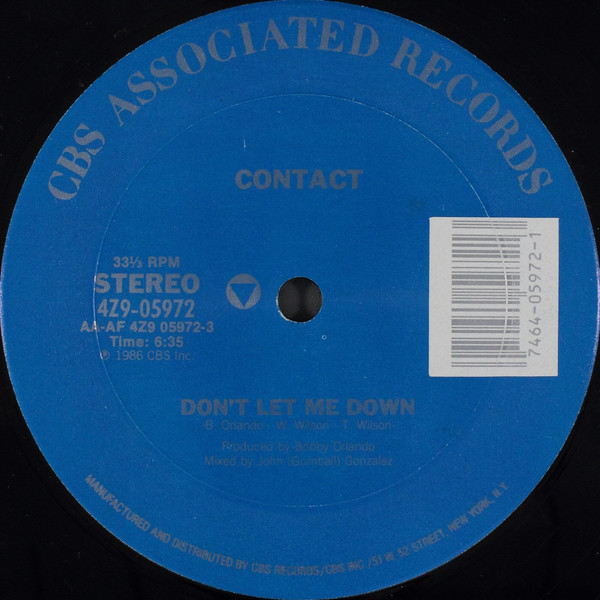 CBS ASSOCIATED RECORDS
CONTACT
33⅓ RPM
STEREO
4Z9-05972
AA-AF 4Z9 05972-3
Time: 6:35
℗ 1986 CBS Inc.
7464-05972-1
DON'T LET ME DOWN
-B. Orlando - W. Wilson - T. Wilson-
Produced by Bobby Orlando
Mixed by John (Gumball) Gonzalez
MANUFACTURED AND DISTRIBUTED BY CBS RECORDS/CBS INC./51 W. 52 STREET, NEW YORK, N.Y.